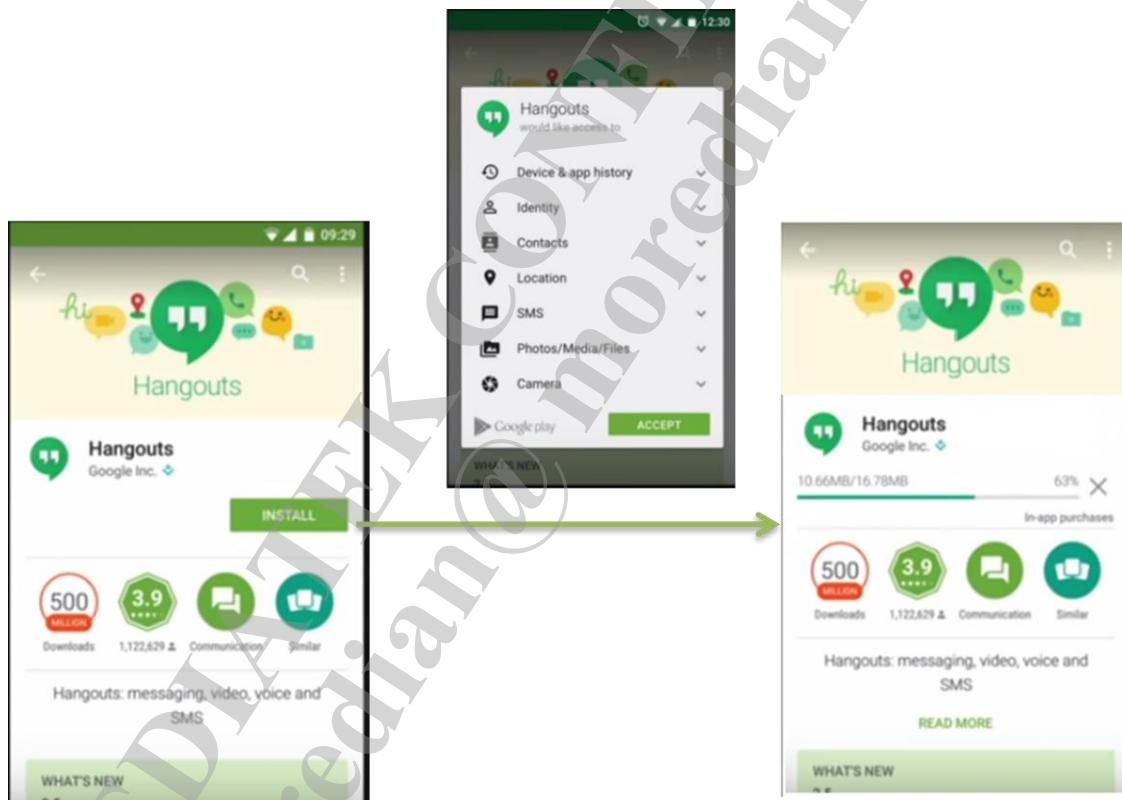 12:30
hi
Hangouts
would like access to
Device & app history
Identity
Contacts
Location
SMS
Photos/Media/Files
Camera
Google play
ACCEPT
WHAT'S NEW
09:29
hi
Hangouts
Hangouts
Google Inc.
INSTALL
500
MILLION
Downloads
3.9
1,122,629
Communication
Similar
Hangouts: messaging, video, voice and
SMS
WHAT'S NEW
hi
Hangouts
Hangouts
Google Inc.
10.66MB/16.78MB
63%
In-app purchases
500
MILLION
Downloads
3.9
1,122,629
Communication
Similar
Hangouts: messaging, video, voice and
SMS
READ MORE
WHAT'S NEW